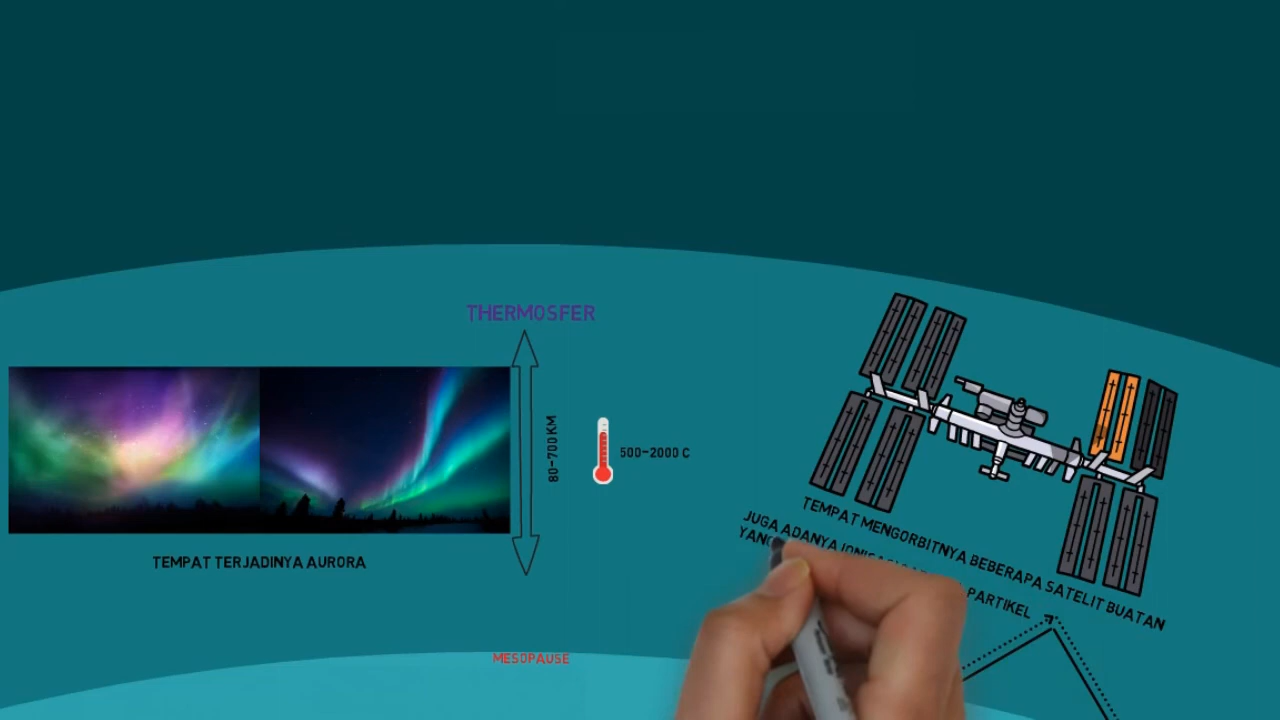 THERMOSFER
80-700 KM
500-2000 C
TEMPAT TERJADINYA AURORA
TEMPAT MENGORBITNYA BEBERAPA SATELIT BUATAN
JUGA ADANYA PARTIKEL
MESOPAUSE